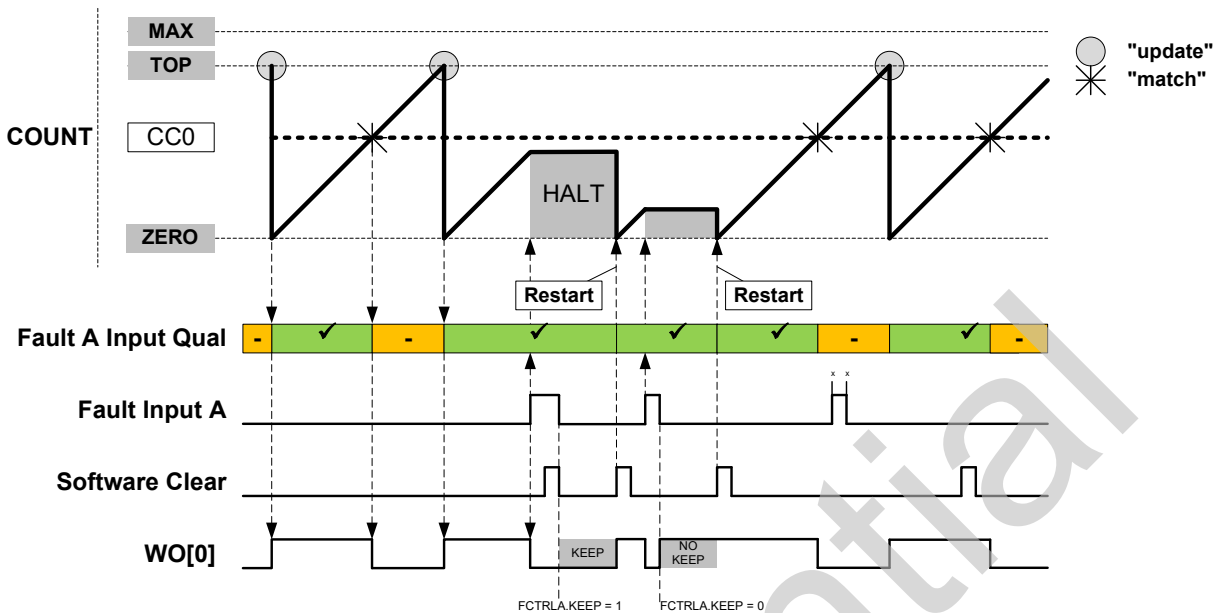 MAX
"update"
TOP
"match"
COUNT
CC0
HALT
ZERO
Restart
Restart
Fault A Input Qual
- ✓ - ✓ ✓ ✓ - ✓ -
x x
Fault Input A
Software Clear
WO[0]
KEEP
NO
KEEP
FCTRLA.KEEP = 1
FCTRLA.KEEP = 0